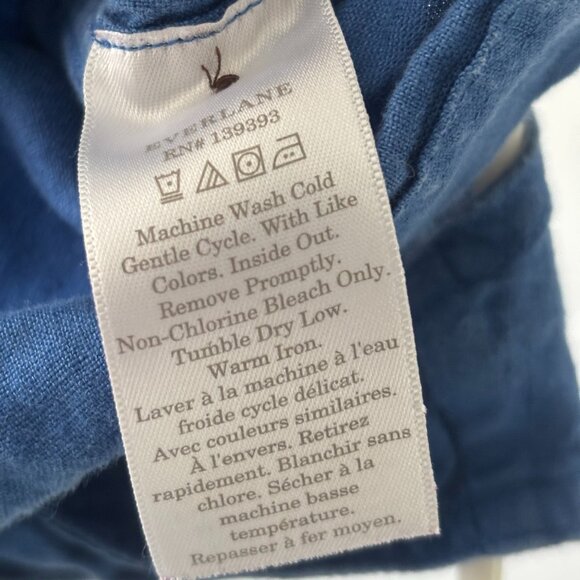 EVERLANE
RN# 139393
Machine Wash Cold
Gentle Cycle. With Like
Colors. Inside Out.
Remove Promptly.
Non-Chlorine Bleach Only.
Tumble Dry Low.
Warm Iron.
Laver à la machine à l'eau
froide cycle délicat.
Avec couleurs similaires.
À l'envers. Retirez
rapidement. Blanchir sans
chlore. Sécher à la
machine basse
température.
Repasser à fer moyen.